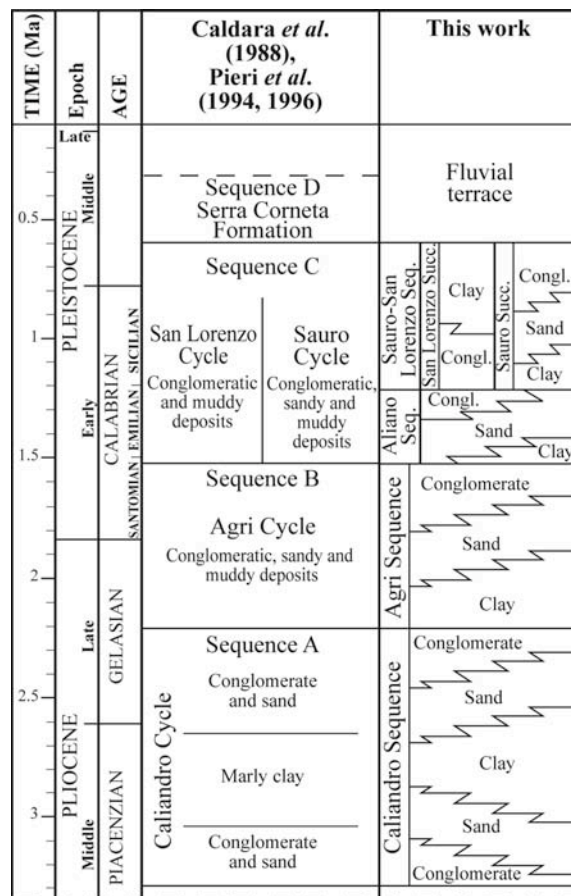 TIME (Ma)
Epoch
AGE
Caldara et al.
(1988),
Pieri et al.
(1994, 1996)
This work
0.5
1
1.5
2
2.5
3
PLEISTOCENE
Late
Middle
Early
PLIOCENE
Late
Middle
CALABRIAN
SICILIAN
EMILIAN
SANTOMIAN
GELASIAN
PIACENZIAN
Sequence D
Serra Corneta
Formation
Sequence C
San Lorenzo
Cycle
Conglomeratic
and muddy
deposits
Sauro
Cycle
Conglomeratic,
sandy and
muddy
deposits
Sequence B
Agri Cycle
Conglomeratic, sandy and
muddy deposits
Caliandro Cycle
Sequence A
Conglomerate
and sand
Marly clay
Conglomerate
and sand
Fluvial
terrace
Sauro-San
Lorenzo Seq.
San Lorenzo Succ.
Clay
Congl.
Sauro Succ.
Congl.
Sand
Clay
Aliano
Seq.
Congl.
Sand
Clay
Agri Sequence
Conglomerate
Sand
Clay
Caliandro Sequence
Conglomerate
Sand
Clay
Sand
Conglomerate